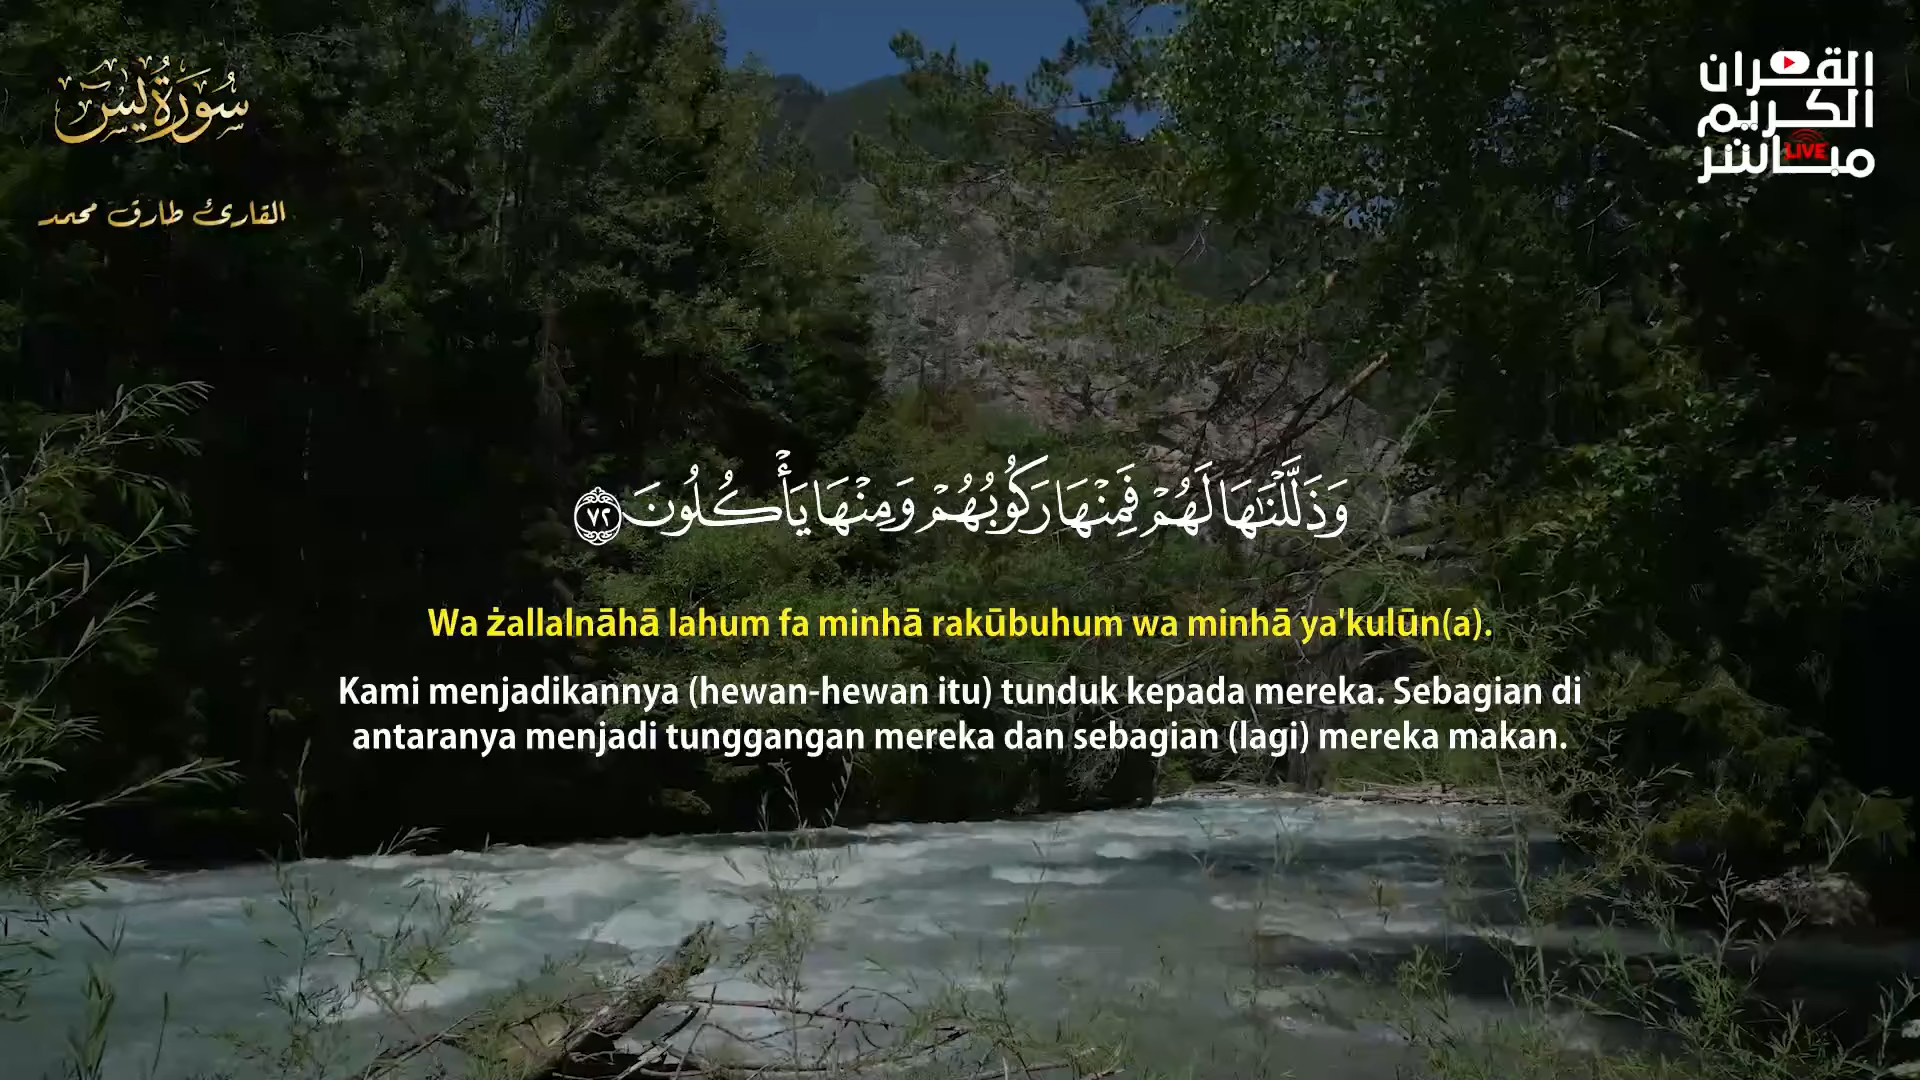 سُورَةُ يس
القارئ طارق محمد
القرآن
الكريم
مباشر
LIVE
وَذَلَّلْنَٰهَا لَهُمْ فَمِنْهَا رَكُوبُهُمْ وَمِنْهَا يَأْكُلُونَ ٧٢
Wa żallalnāhā lahum fa minhā rakūbuhum wa minhā ya'kulūn(a).
Kami menjadikannya (hewan-hewan itu) tunduk kepada mereka. Sebagian di
antaranya menjadi tunggangan mereka dan sebagian (lagi) mereka makan.